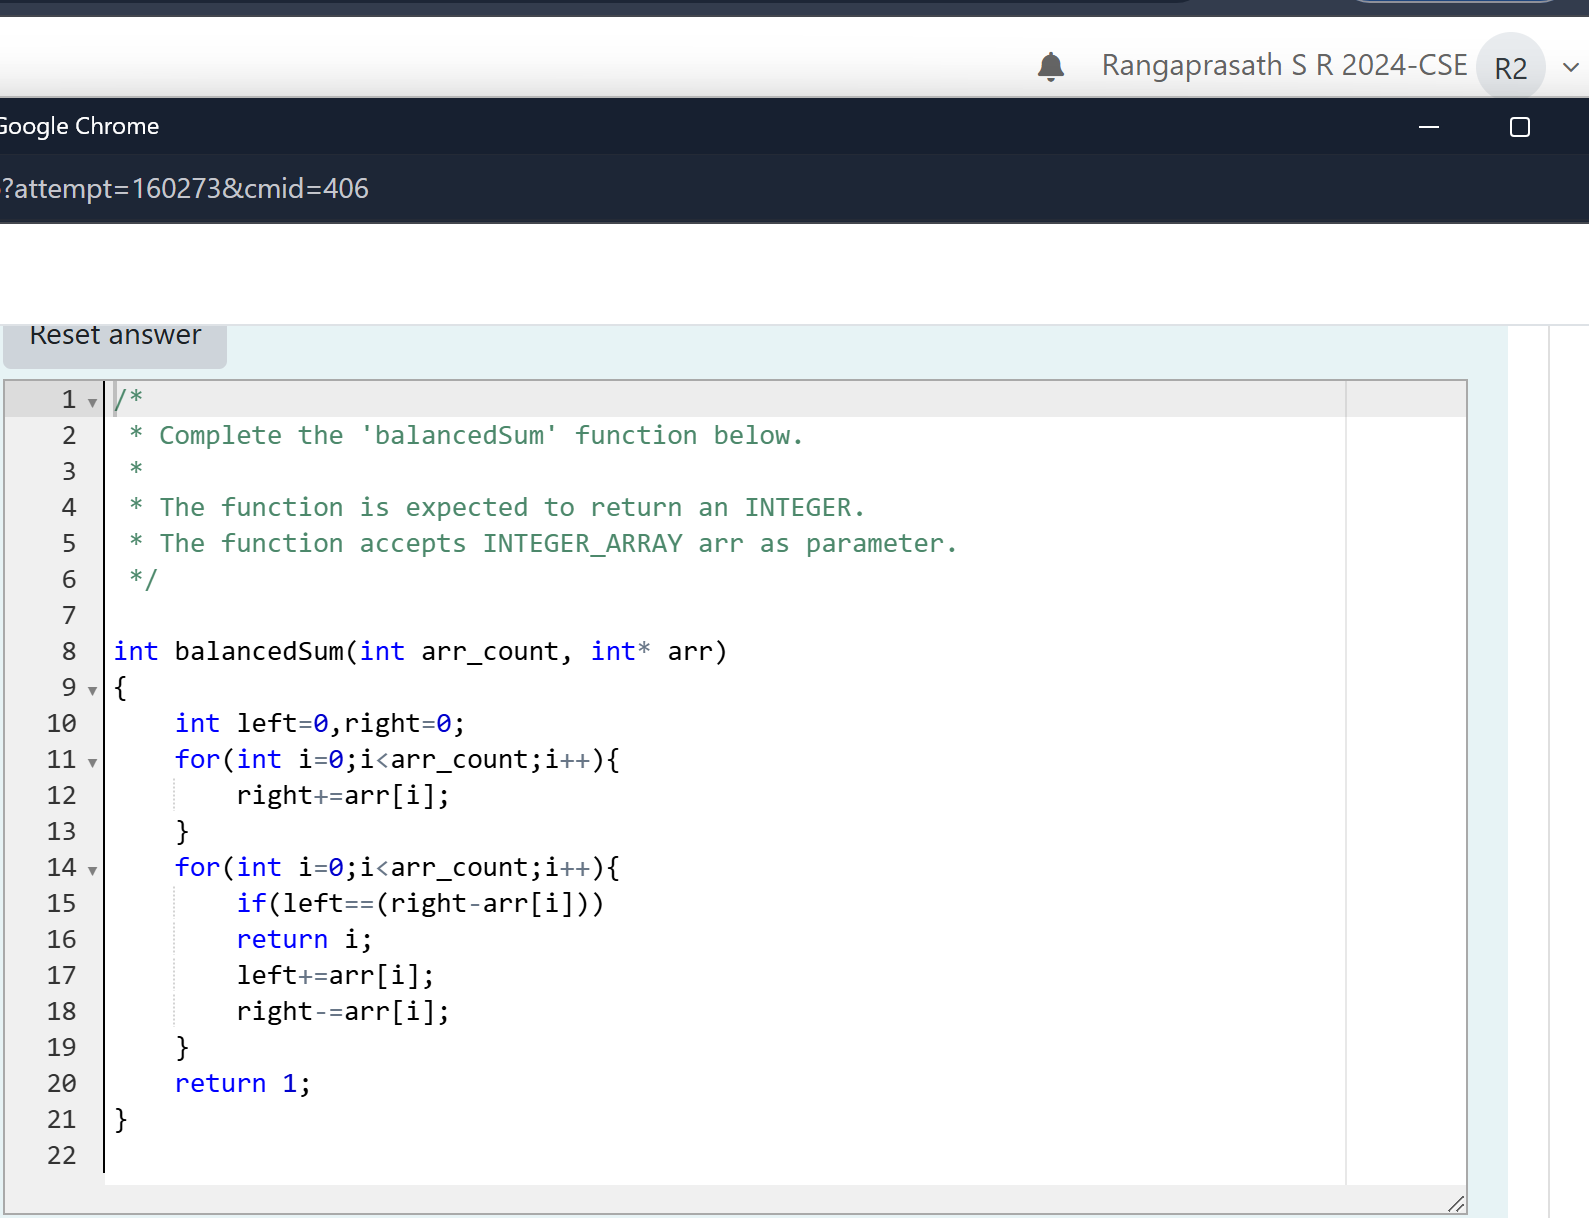 Rangaprasath S R 2024-CSE R2
Google Chrome
?attempt=160273&cmid=406
Reset answer
1 /*
2 * Complete the 'balancedSum' function below.
3 *
4 * The function is expected to return an INTEGER.
5 * The function accepts INTEGER_ARRAY arr as parameter.
6 */
7
8 int balancedSum(int arr_count, int* arr)
9 {
10 int left=0,right=0;
11 for(int i=0;i<arr_count;i++){
12 right+=arr[i];
13 }
14 for(int i=0;i<arr_count;i++){
15 if(left==(right-arr[i]))
16 return i;
17 left+=arr[i];
18 right-=arr[i];
19 }
20 return 1;
21 }
22